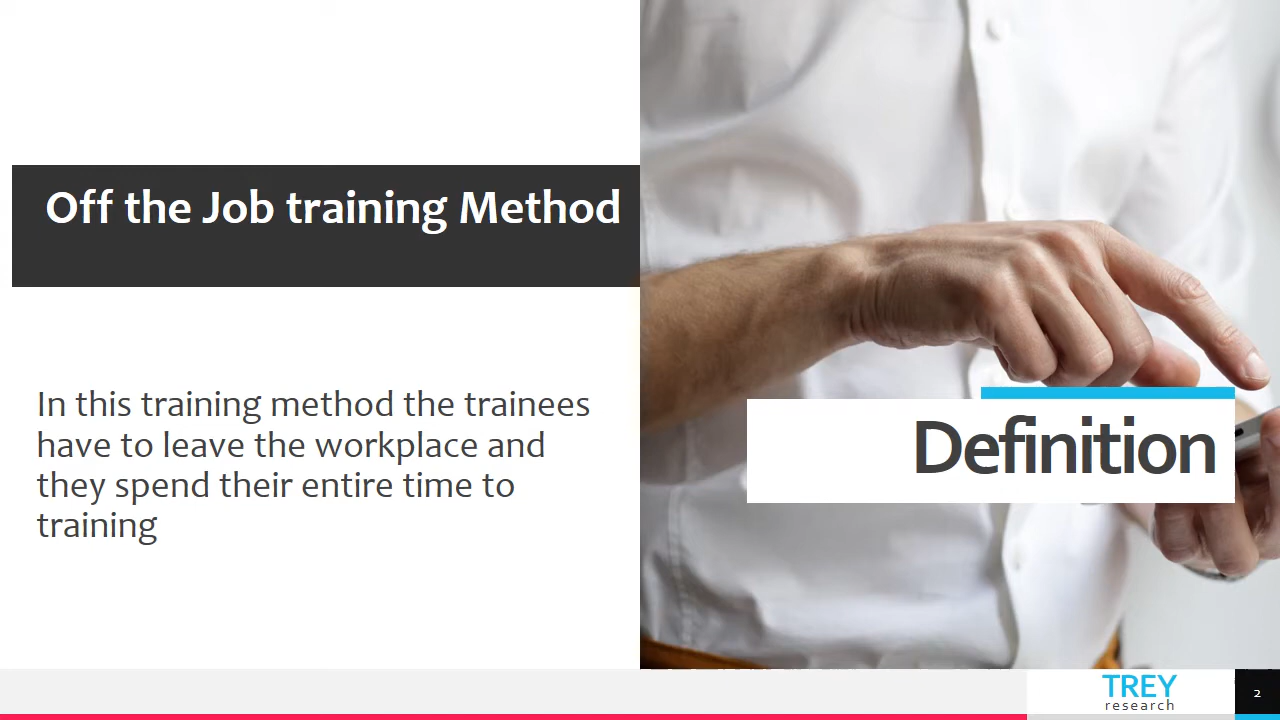 Off the Job training Method
In this training method the trainees
have to leave the workplace and
they spend their entire time to
training
Definition
TREY
research
2